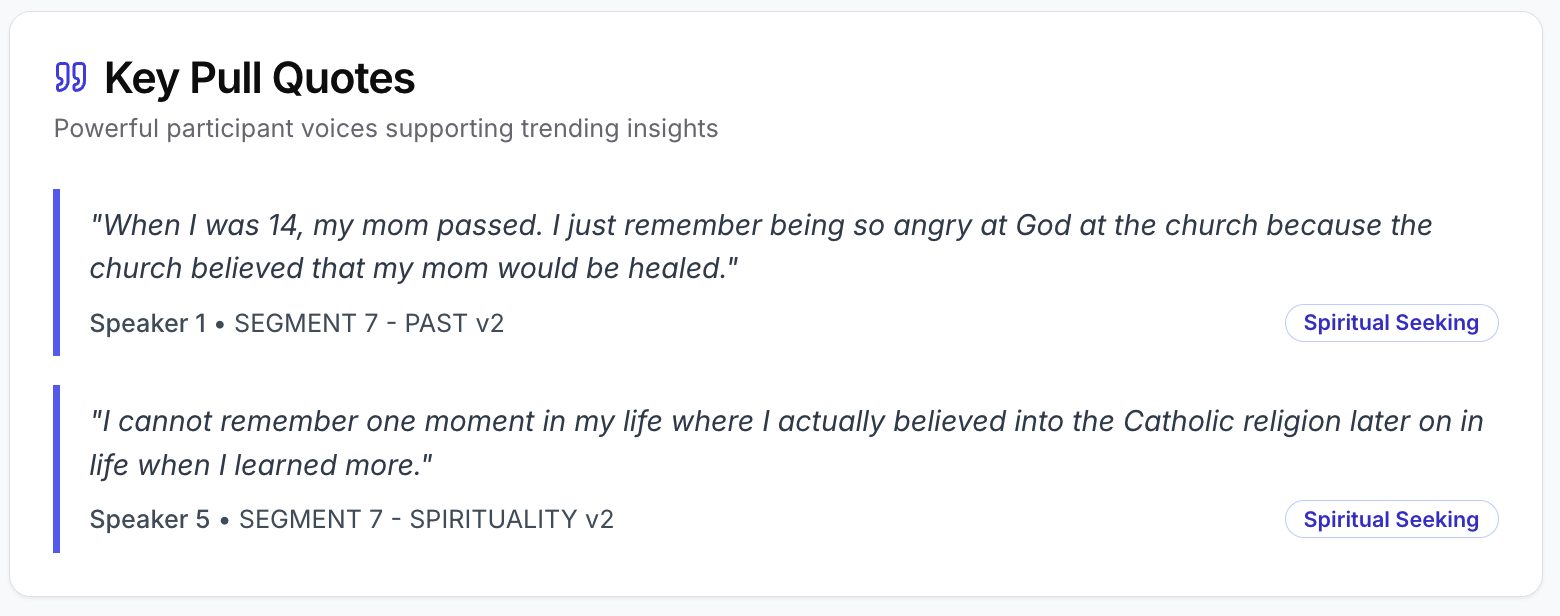 Key Pull Quotes
Powerful participant voices supporting trending insights
"When I was 14, my mom passed. I just remember being so angry at God at the church because the
church believed that my mom would be healed."
Speaker 1 • SEGMENT 7 - PAST v2
Spiritual Seeking
"I cannot remember one moment in my life where I actually believed into the Catholic religion later on in
life when I learned more."
Speaker 5 • SEGMENT 7 - SPIRITUALITY v2
Spiritual Seeking